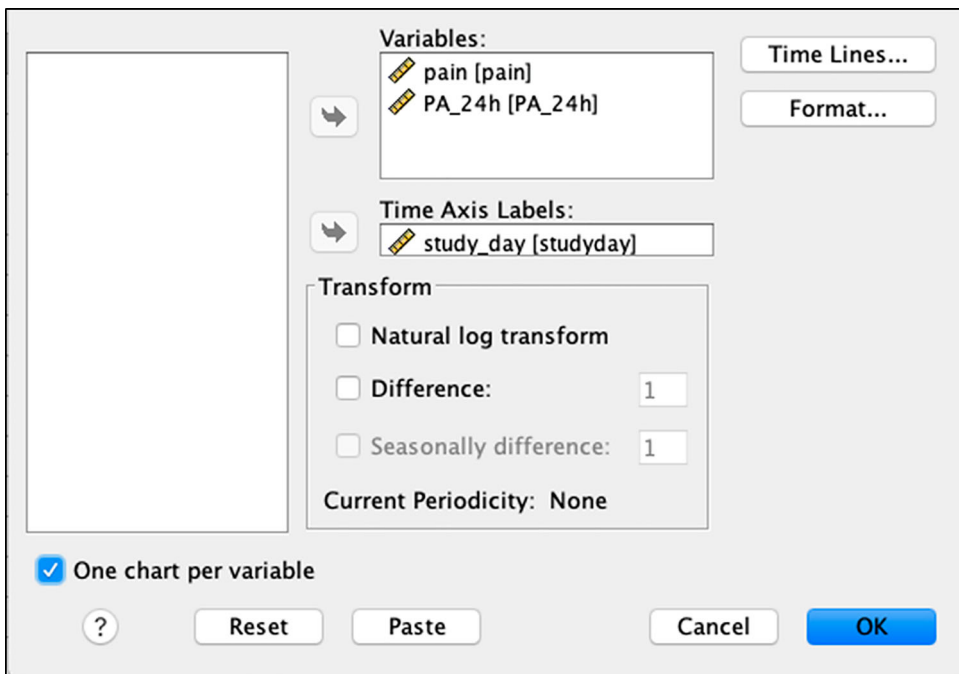 Variables:
pain [pain]
PA_24h [PA_24h]
Time Lines...
Format...
Time Axis Labels:
study_day [studyday]
Transform
Natural log transform
Difference: 1
Seasonally difference: 1
Current Periodicity: None
One chart per variable
? Reset Paste Cancel OK